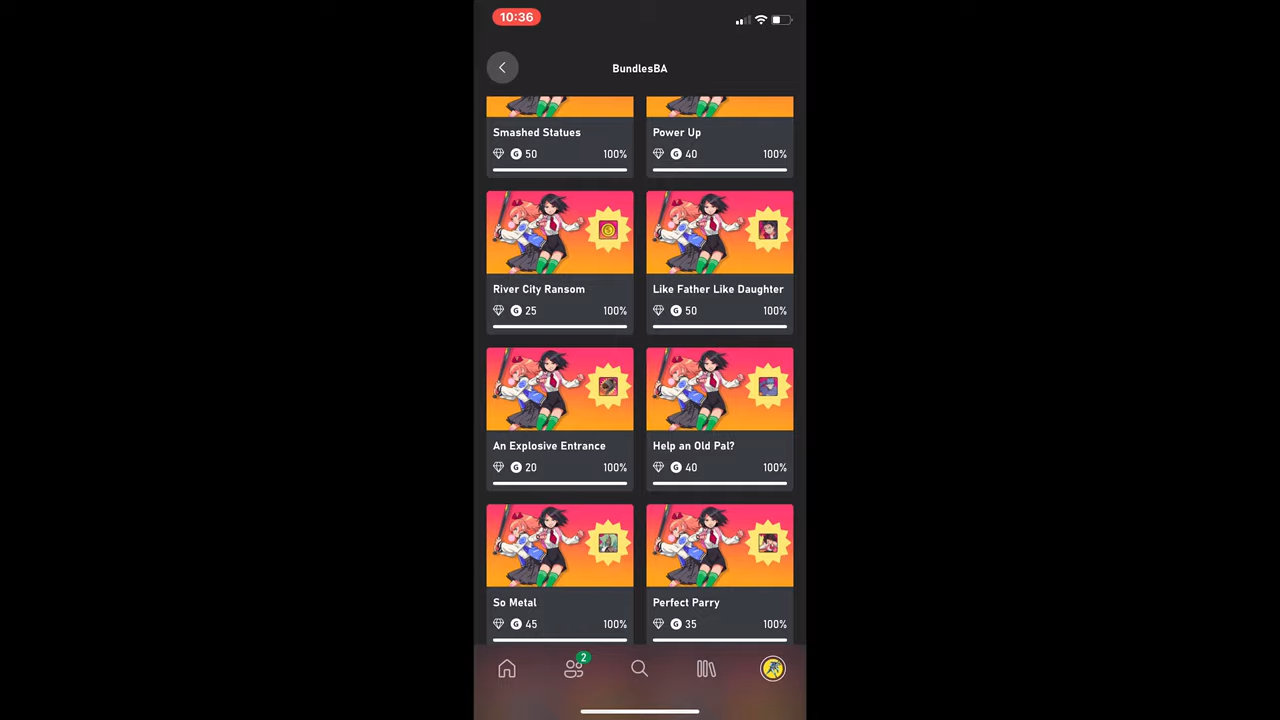 10:36
BundlesBA
Smashed Statues
G 50 100%
Power Up
G 40 100%
River City Ransom
G 25 100%
Like Father Like Daughter
G 50 100%
An Explosive Entrance
G 20 100%
Help an Old Pal?
G 40 100%
So Metal
G 45 100%
Perfect Parry
G 35 100%
2